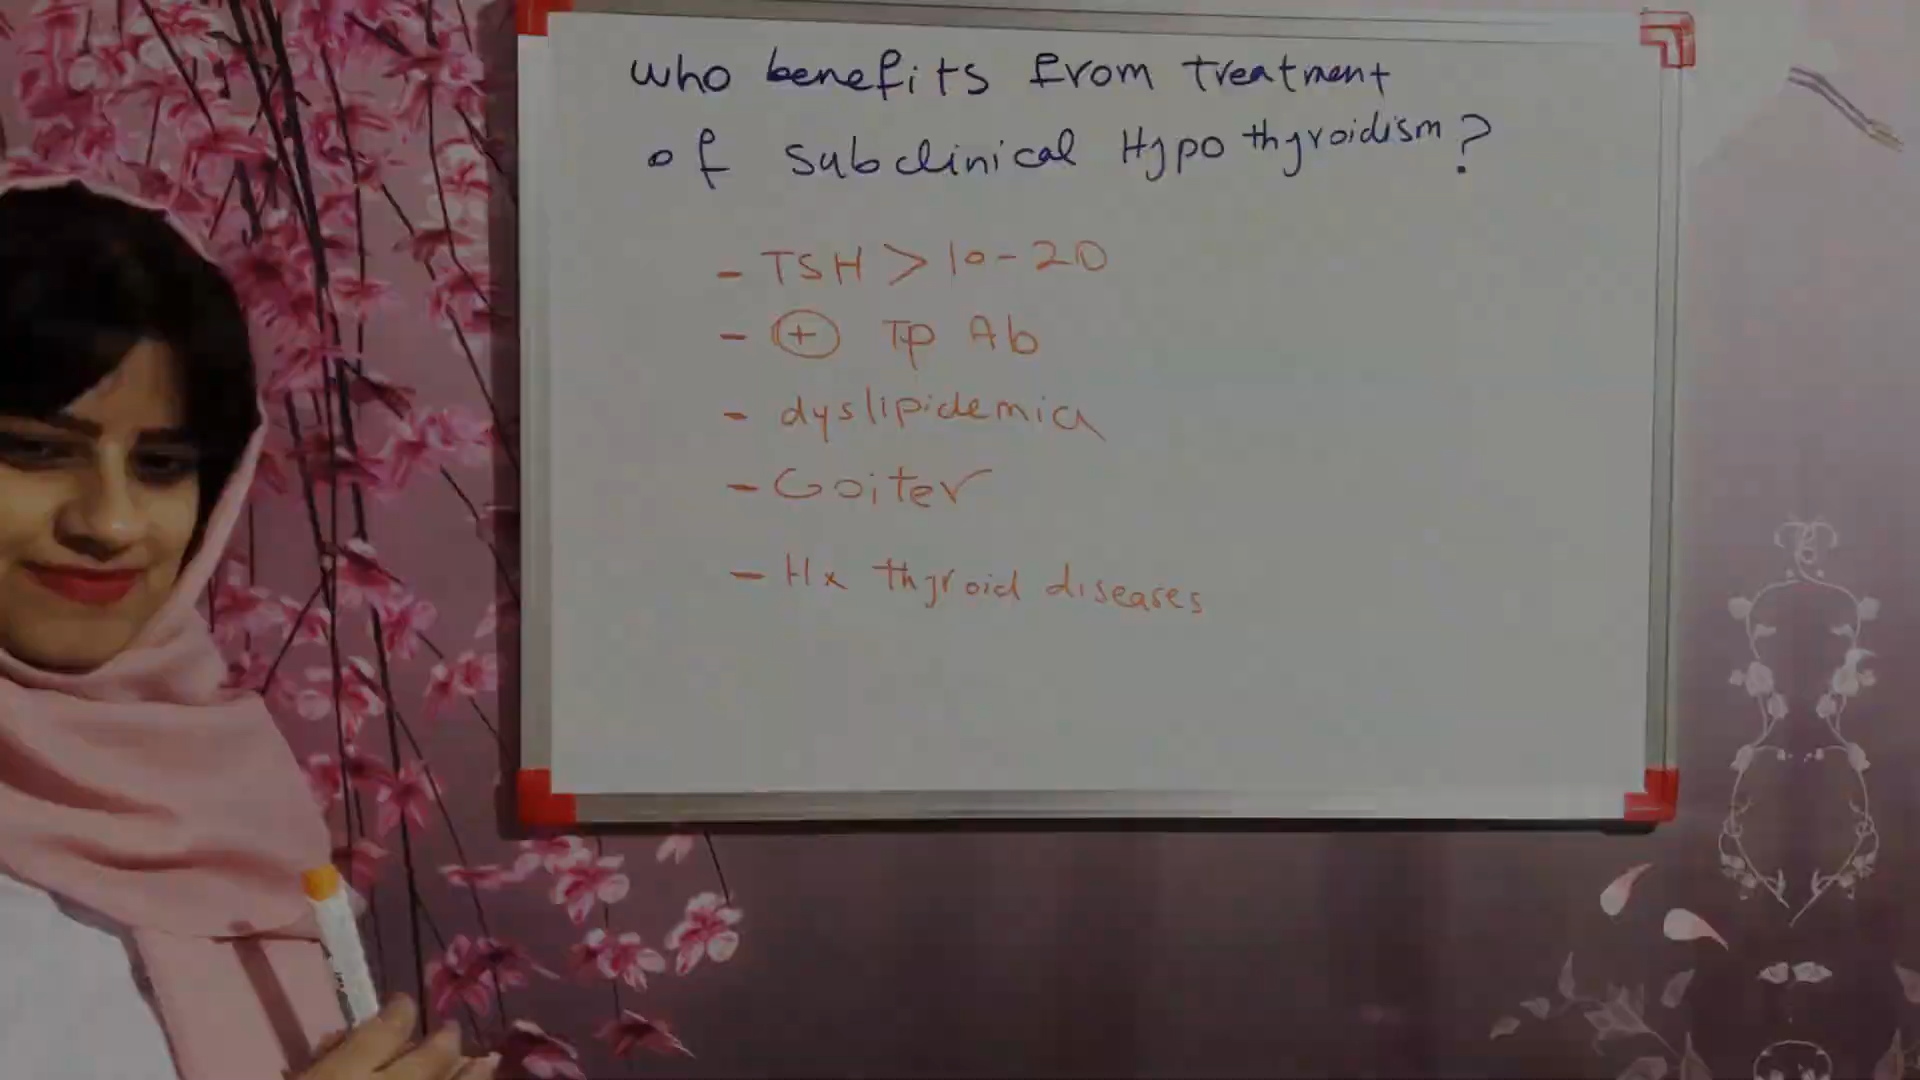 who benefits from treatment
of subclinical Hypothyroidism?
- TSH > 10-20
- ⊕ Tp Ab
- dyslipidemia
- Goiter
- Hx thyroid diseases